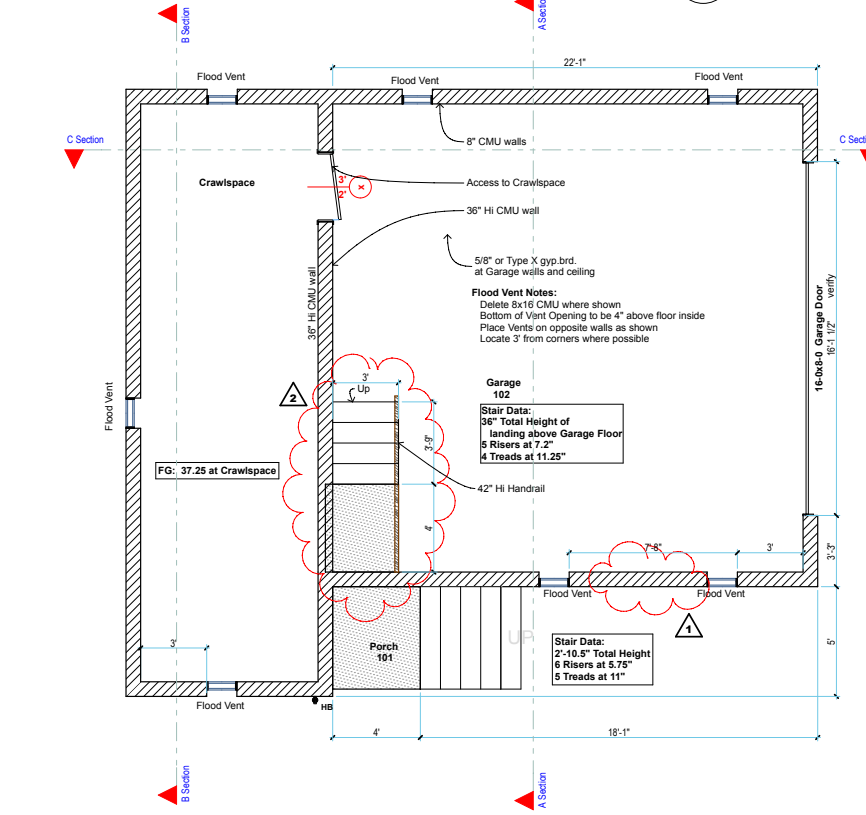 B Section
A Section
22'-1"
Flood Vent
Flood Vent
Flood Vent
C Section
C Section
8" CMU walls
Crawlspace
3'
2'
x
Access to Crawlspace
36" Hi CMU wall
5/8" or Type X gyp.brd.
at Garage walls and ceiling
36" Hi CMU wall
Flood Vent Notes:
Delete 8x16 CMU where shown
Bottom of Vent Opening to be 4" above floor inside
Place Vents on opposite walls as shown
Locate 3' from corners where possible
16-0x8-0 Garage Door
16'-1 1/2" verify
3'
Up
2
Garage
102
Flood Vent
Stair Data:
36" Total Height of
landing above Garage Floor
5 Risers at 7.2"
4 Treads at 11.25"
3'-9"
FG: 37.25 at Crawlspace
42" Hi Handrail
4'
7'-8"
3'
3'-3"
Flood Vent
Flood Vent
1
UP
Porch
101
Stair Data:
2'-10.5" Total Height
6 Risers at 5.75"
5 Treads at 11"
5'
3'
Flood Vent
HB
4'
18'-1"
B Section
A Section